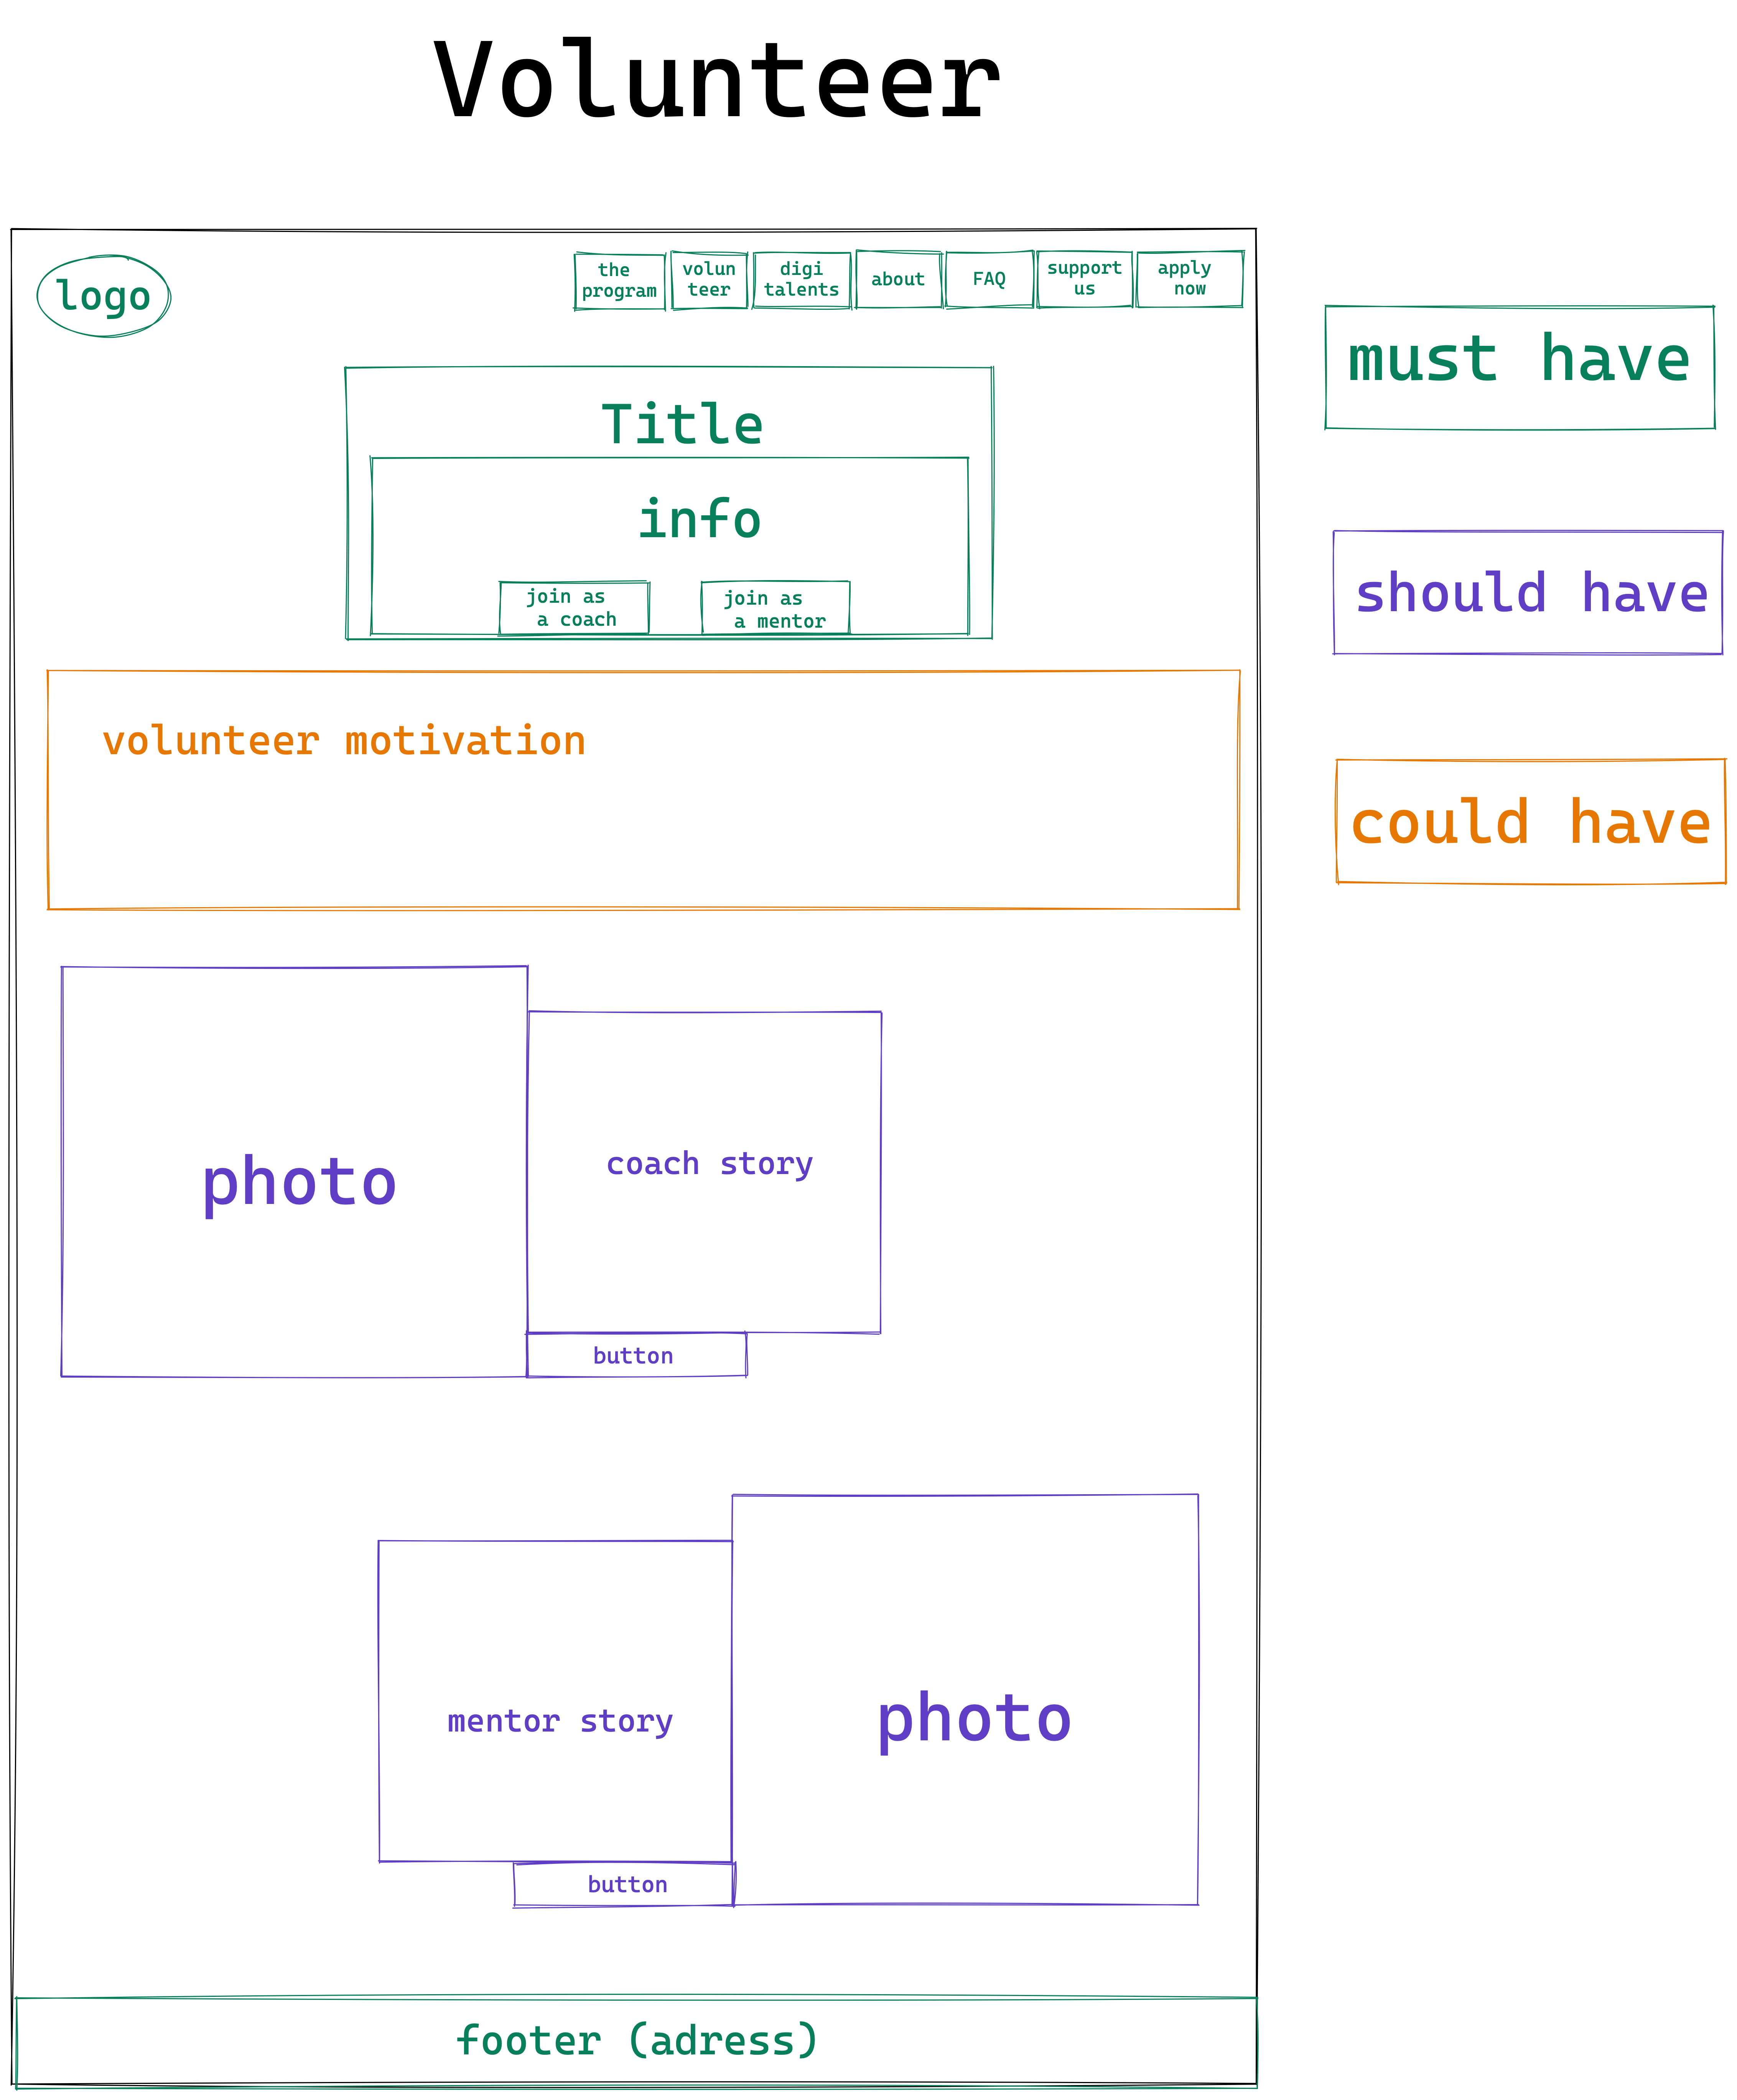 Volunteer
logo
the
program
volun
teer
digi
talents
about
FAQ
support
us
apply
now
must have
Title
info
join as
a coach
join as
a mentor
should have
volunteer motivation
could have
photo
coach story
button
mentor story
photo
button
footer (adress)